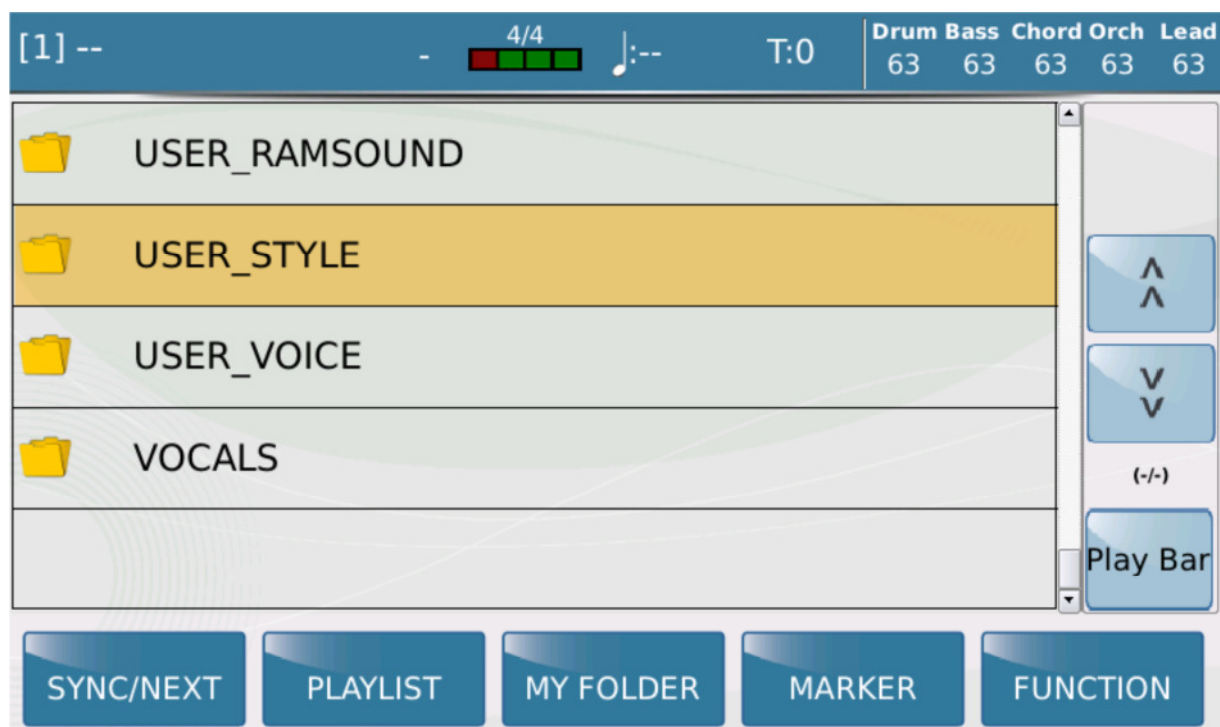 [1] -- - 4/4 ♩:-- T:0 Drum Bass Chord Orch Lead
63 63 63 63 63
USER_RAMSOUND
USER_STYLE
USER_VOICE
VOCALS
^
^
v
v
(-/-)
Play Bar
SYNC/NEXT PLAYLIST MY FOLDER MARKER FUNCTION